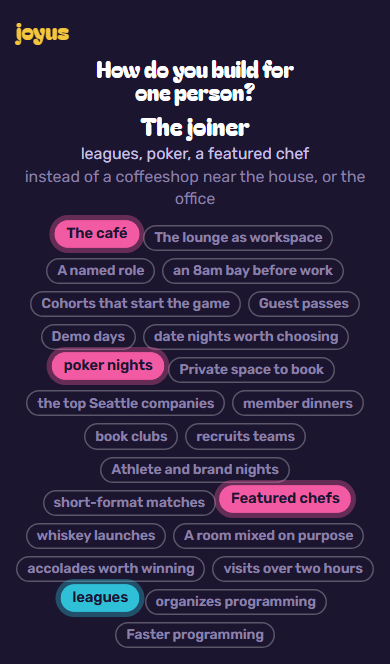 joyus
How do you build for
one person?
The joiner
leagues, poker, a featured chef
instead of a coffeeshop near the house, or the
office
The café The lounge as workspace
A named role an 8am bay before work
Cohorts that start the game Guest passes
Demo days date nights worth choosing
poker nights Private space to book
the top Seattle companies member dinners
book clubs recruits teams
Athlete and brand nights
short-format matches Featured chefs
whiskey launches A room mixed on purpose
accolades worth winning visits over two hours
leagues organizes programming
Faster programming